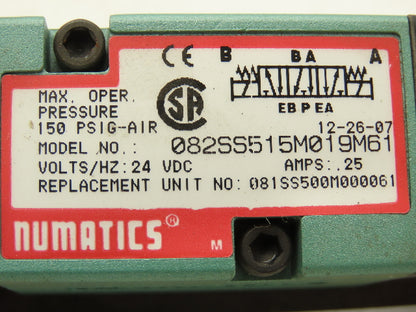 CE B BA A
CSA
EB P EA
MAX. OPER.
PRESSURE
150 PSIG-AIR 12-26-07
MODEL NO.: 082SS515M019M61
VOLTS/HZ: 24 VDC AMPS: .25
REPLACEMENT UNIT NO: 081SS500M000061
NUMATICS®
M